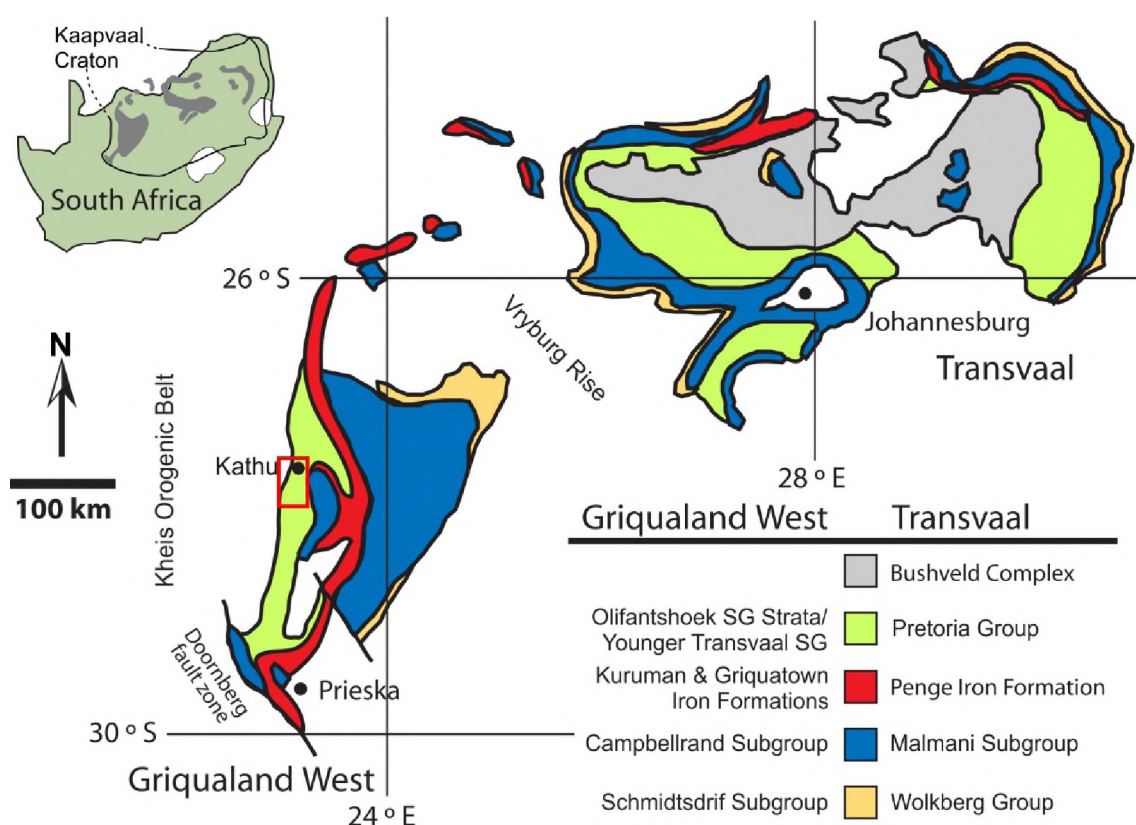 Kaapvaal
Craton
South Africa
26 º S
N
100 km
Kheis Orogenic Belt
Vryburg Rise
Johannesburg
Transvaal
Kathu
28 º E
Doornberg
fault zone
Prieska
30 º S
Griqualand West
24 º E
Griqualand West Transvaal
Bushveld Complex
Olifantshoek SG Strata/
Younger Transvaal SG
Pretoria Group
Kuruman & Griquatown
Iron Formations
Penge Iron Formation
Campbellrand Subgroup Malmani Subgroup
Schmidtsdrif Subgroup Wolkberg Group